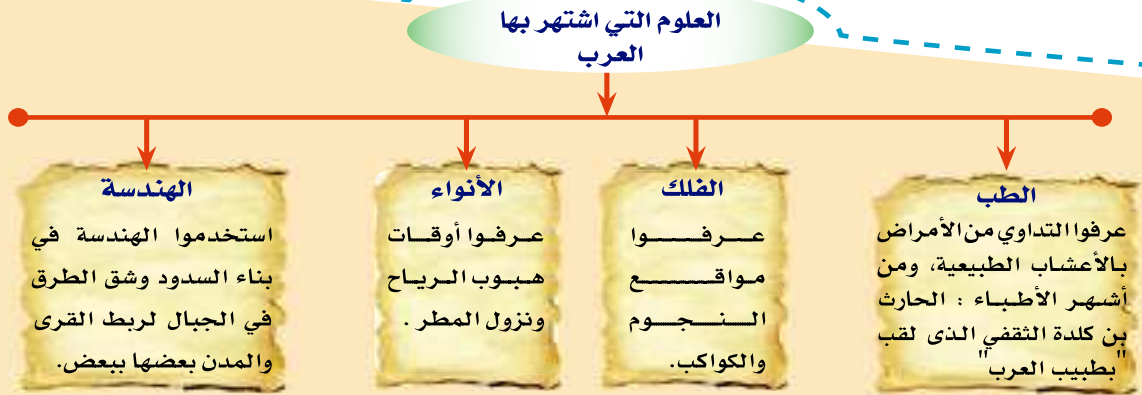 العلوم التي اشتهر بها
العرب
الطب
عرفوا التداوي من الأمراض
بالأعشاب الطبيعية، ومن
أشهر الأطباء : الحارث
بن كلدة الثقفي الذى لقب
"بطبيب العرب"
الفلك
عرفوا
مواقع
النجوم
والكواكب.
الأنواء
عرفوا أوقات
هبوب الرياح
ونزول المطر .
الهندسة
استخدموا الهندسة في
بناء السدود وشق الطرق
في الجبال لربط القرى
والمدن بعضها ببعض.